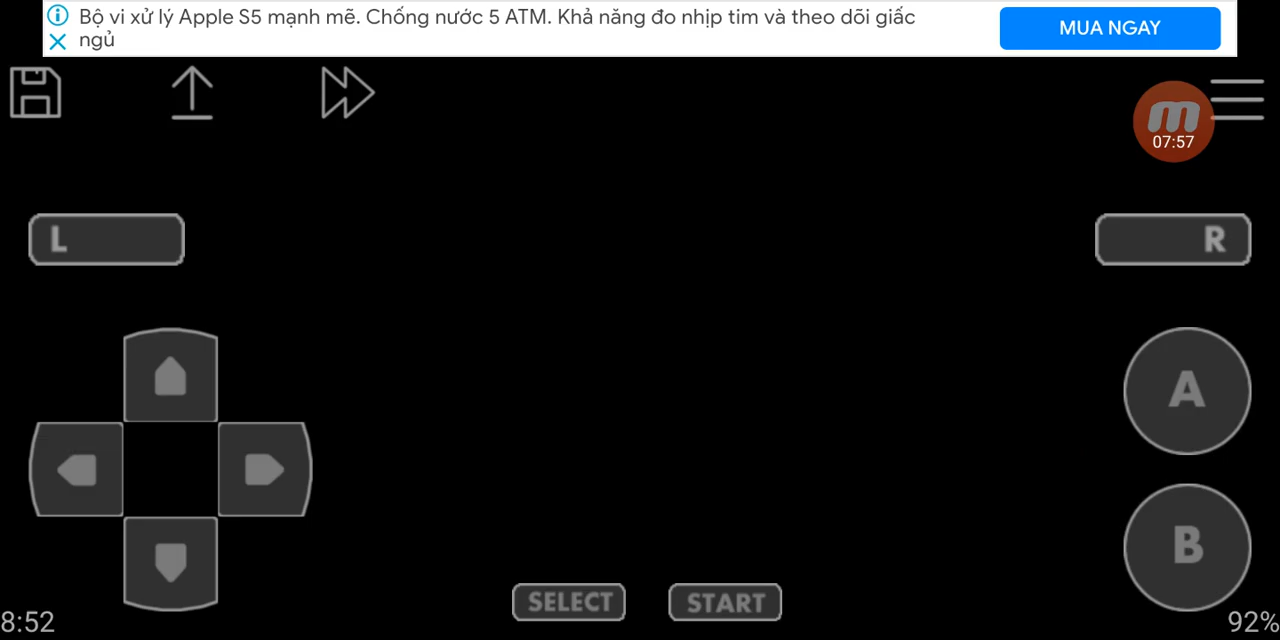 Bộ vi xử lý Apple S5 mạnh mẽ. Chống nước 5 ATM. Khả năng đo nhịp tim và theo dõi giấc
ngủ
MUA NGAY
07:57
L
R
A
B
SELECT
START
8:52
92%